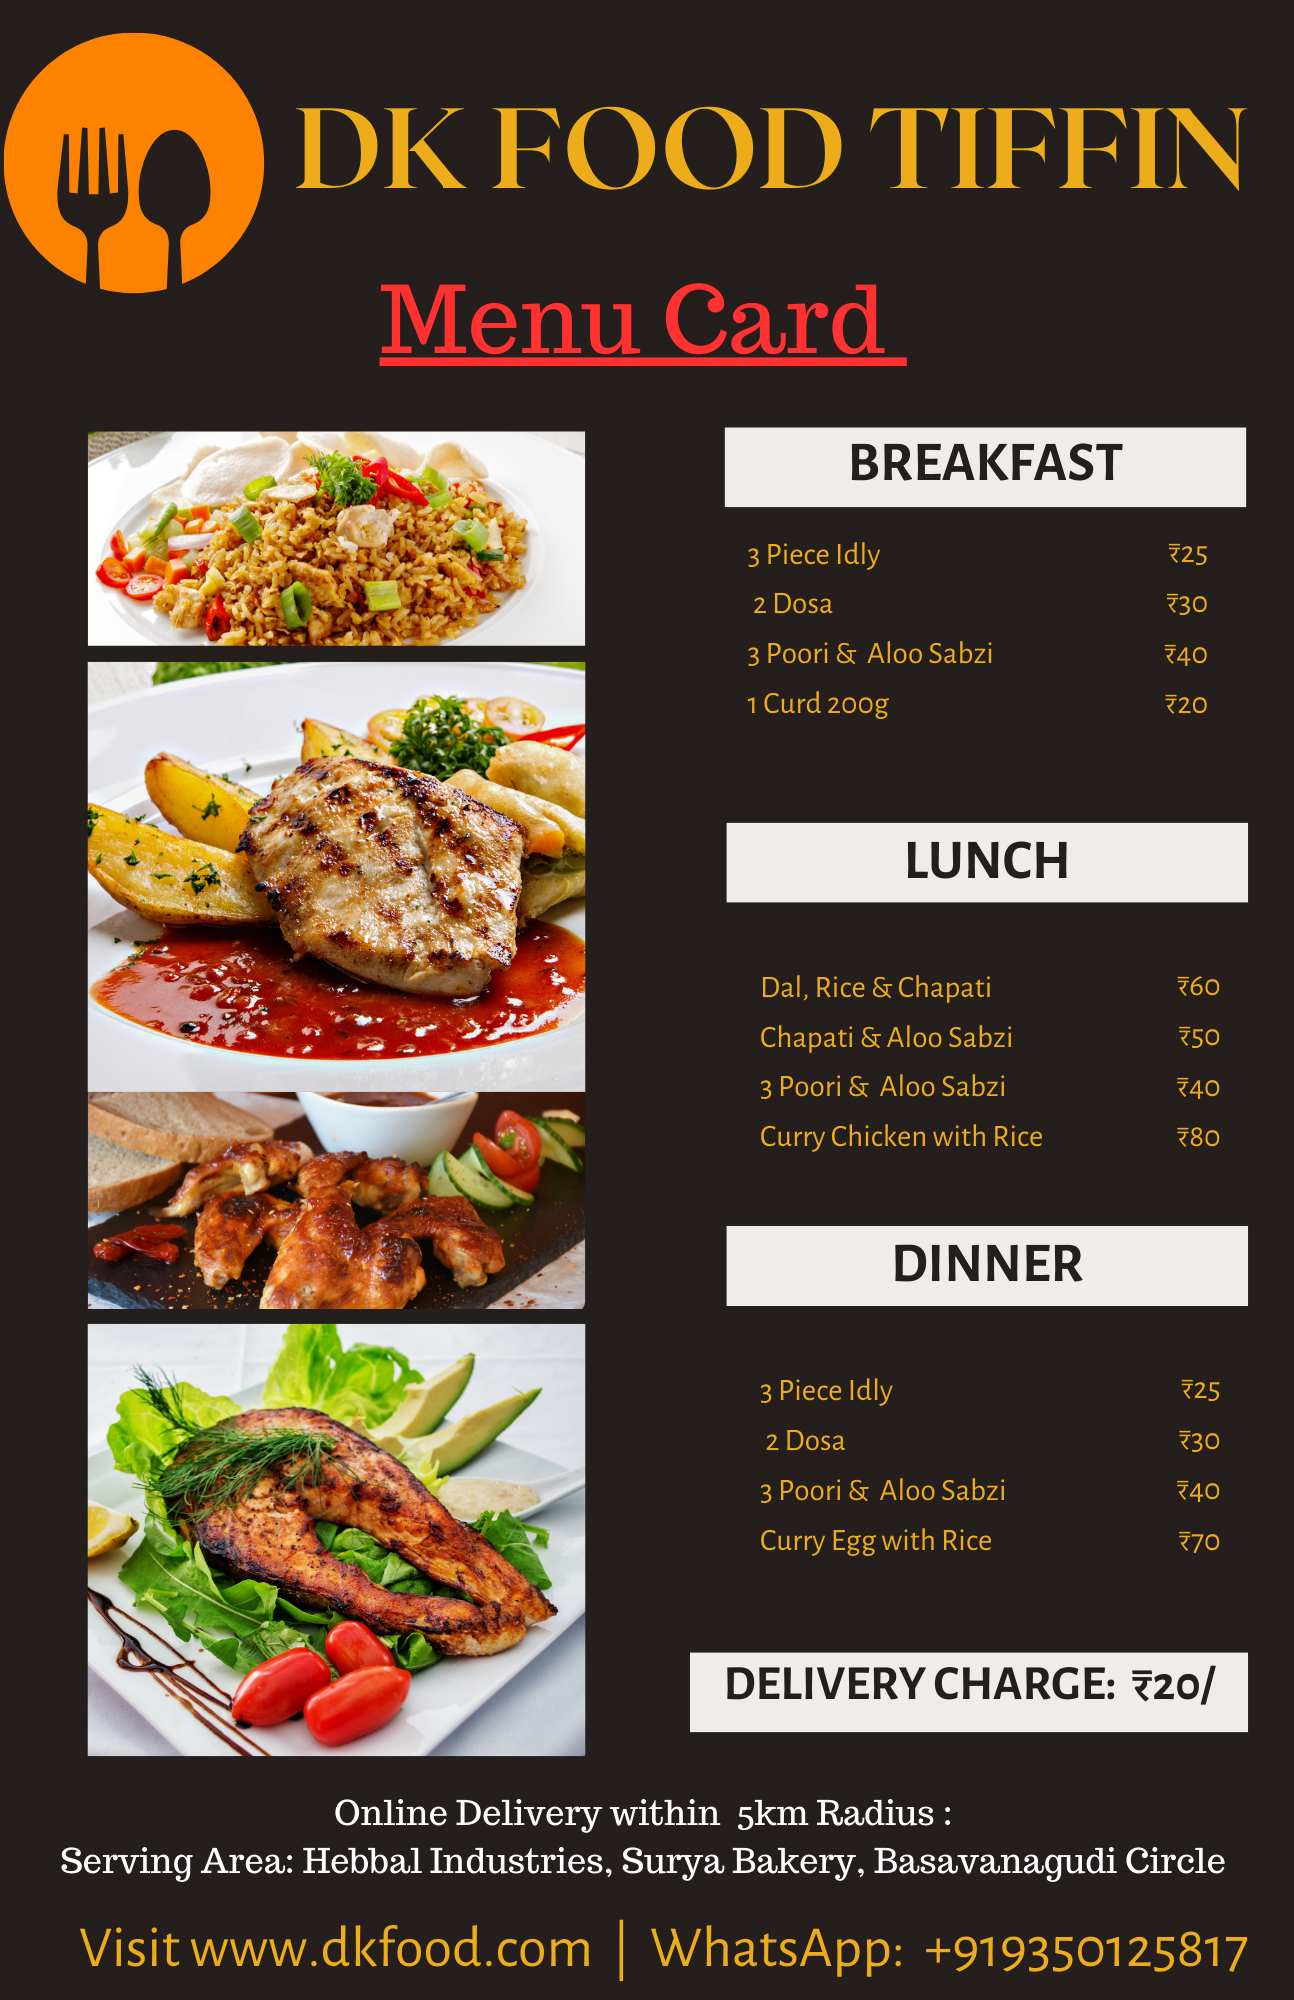 DK FOOD TIFFIN
Menu Card
BREAKFAST
3 Piece Idly ₹25
2 Dosa ₹30
3 Poori & Aloo Sabzi ₹40
1 Curd 200g ₹20
LUNCH
Dal, Rice & Chapati ₹60
Chapati & Aloo Sabzi ₹50
3 Poori & Aloo Sabzi ₹40
Curry Chicken with Rice ₹80
DINNER
3 Piece Idly ₹25
2 Dosa ₹30
3 Poori & Aloo Sabzi ₹40
Curry Egg with Rice ₹70
DELIVERY CHARGE: ₹20/
Online Delivery within 5km Radius :
Serving Area: Hebbal Industries, Surya Bakery, Basavanagudi Circle
Visit www.dkfood.com | WhatsApp: +919350125817